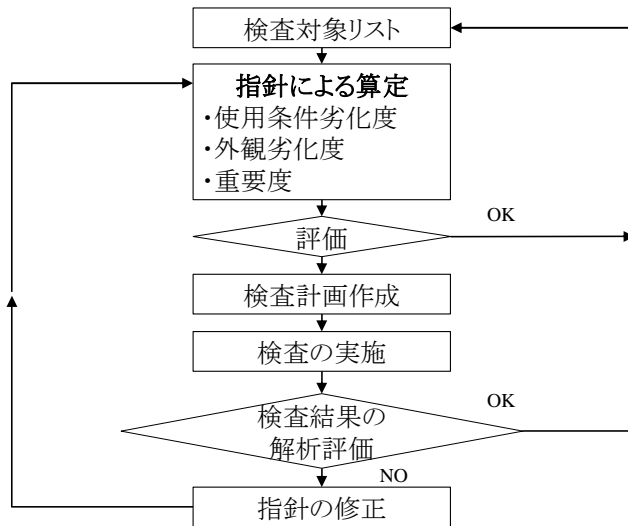 検査対象リスト
指針による算定
・使用条件劣化度
・外観劣化度
・重要度
OK
評価
検査計画作成
検査の実施
OK
検査結果の
解析評価
NO
指針の修正